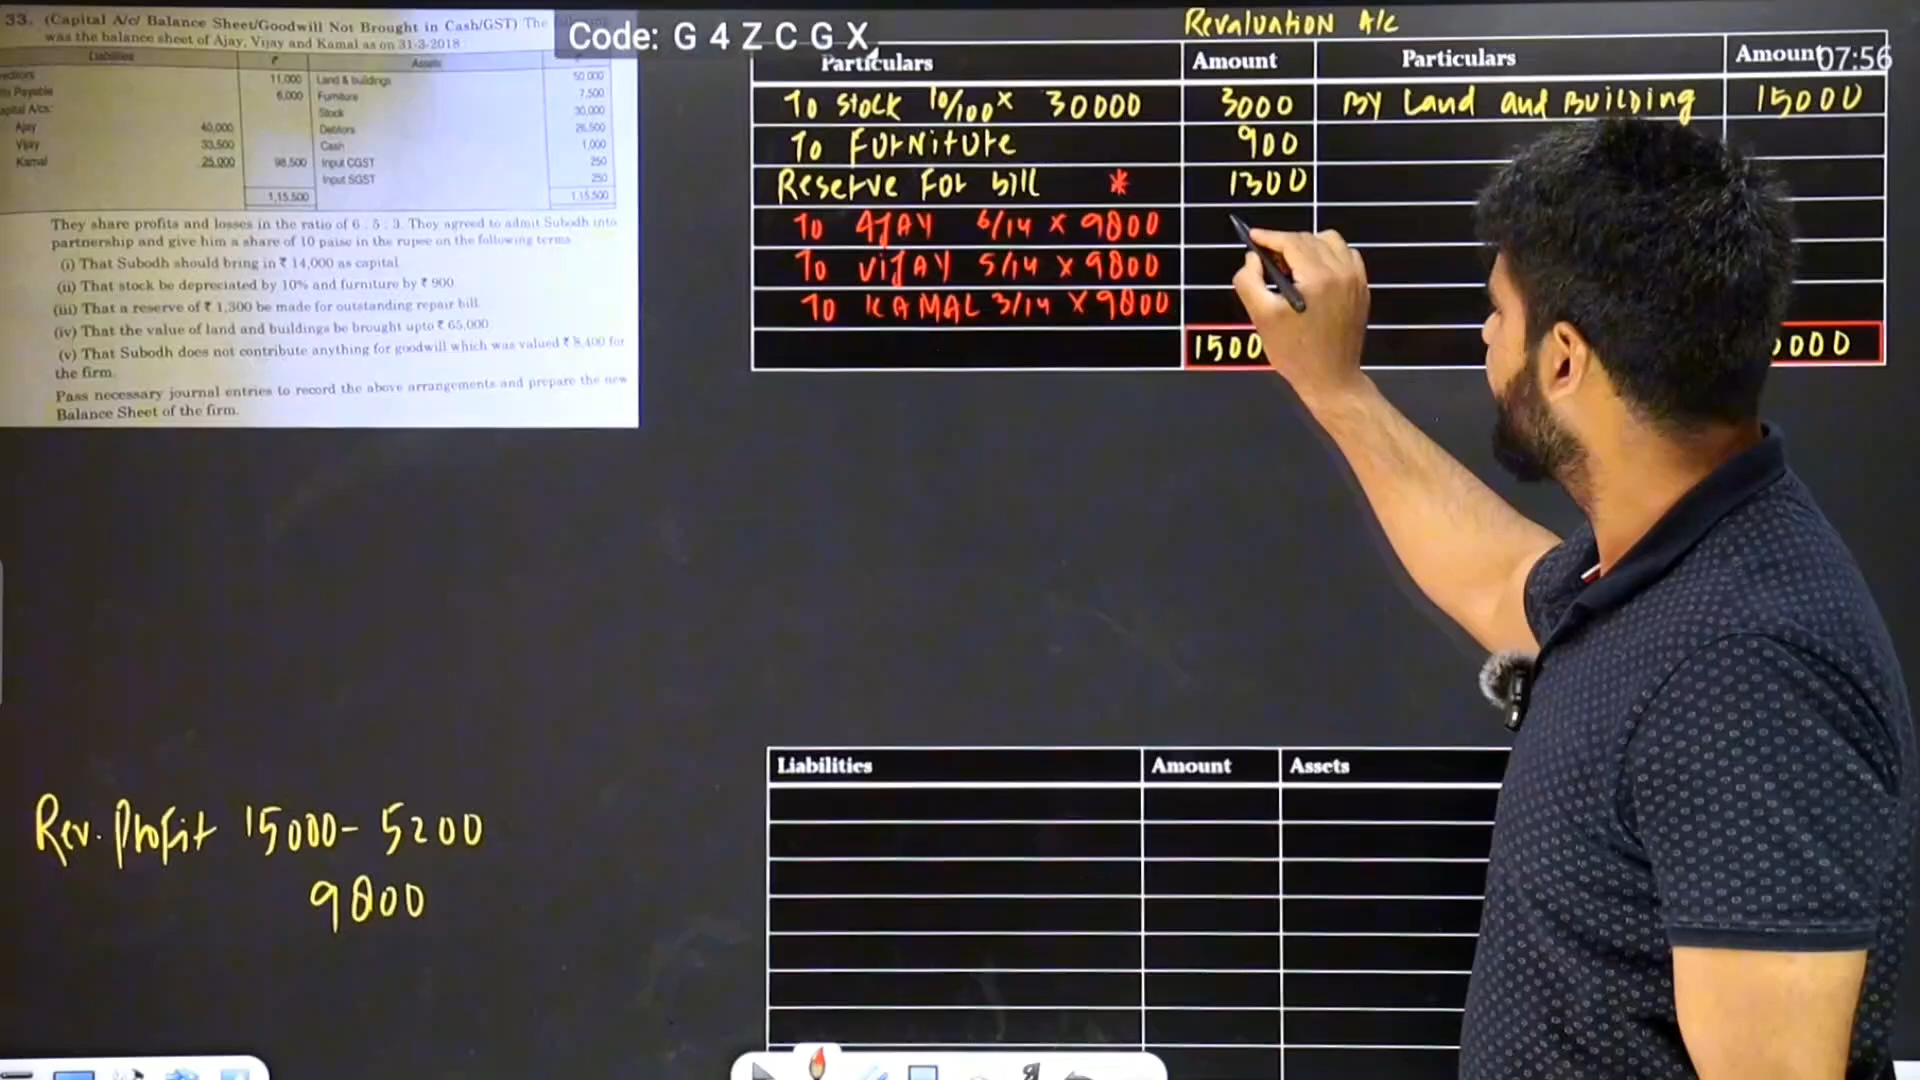 33. (Capital A/c/ Balance Sheet/Goodwill Not Brought in Cash/GST) The
was the balance sheet of Ajay, Vijay and Kamal as on 31-3-2018
Code: G 4 Z C G X
07:56
Liabilities ₹ Assets
11,000 Land & buildings 50,000
Payable 6,000 Furniture 7,500
A/cs: Stock 30,000
Ajay 40,000 Debtors 26,500
Vijay 33,500 Cash 1,000
Kamal 25,000 98,500 Input CGST 250
Input SGST 250
1,15,500 1,15,500
They share profits and losses in the ratio of 6 : 5 : 3. They agreed to admit Subodh into
partnership and give him a share of 10 paise in the rupee on the following terms
(i) That Subodh should bring in ₹ 14,000 as capital
(ii) That stock be depreciated by 10% and furniture by ₹ 900
(iii) That a reserve of ₹ 1,300 be made for outstanding repair bill.
(iv) That the value of land and buildings be brought upto ₹ 65,000
(v) That Subodh does not contribute anything for goodwill which was valued ₹ 8,400 for
the firm.
Pass necessary journal entries to record the above arrangements and prepare the new
Balance Sheet of the firm.
Revaluation A/c
Particulars Amount Particulars Amount
To Stock 10/100 × 30000 3000 By Land and Building 15000
To Furniture 900
Reserve For bill * 1300
To AJAY 6/14 × 9800
To VIJAY 5/14 × 9800
To KAMAL 3/14 × 9800
1500 000
Rev. Profit 15000 - 5200
9800
Liabilities Amount Assets